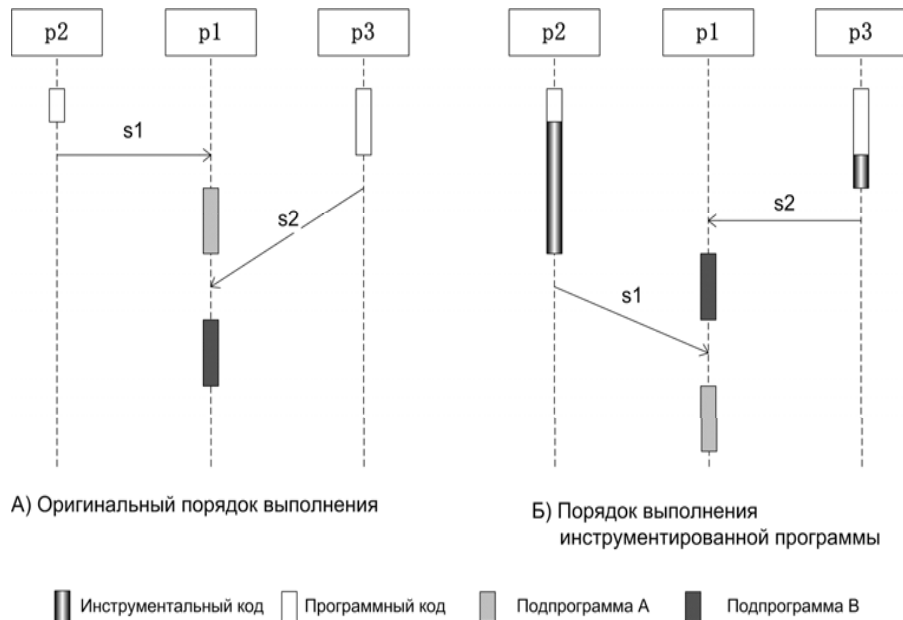 p2 p1 p3 p2 p1 p3
s1
s2
s2
s1
А) Оригинальный порядок выполнения
Б) Порядок выполнения
инструментированной программы
Инструментальный код Программный код Подпрограмма А Подпрограмма В